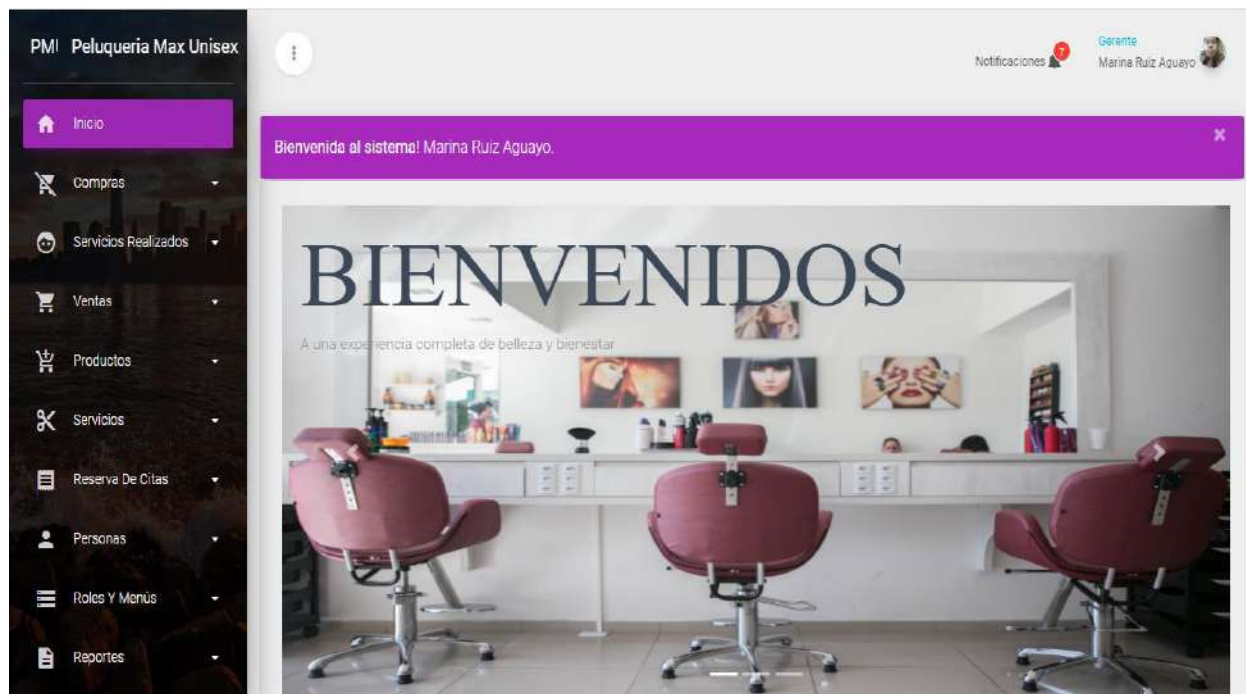 PMI Peluqueria Max Unisex
Inicio
Compras
Servicios Realizados
Ventas
Productos
Servicios
Reserva De Citas
Personas
Roles Y Menús
Reportes
Notificaciones 7
Gerente
Marina Ruiz Aguayo
Bienvenida al sistema! Marina Ruiz Aguayo.
×
BIENVENIDOS
A una experiencia completa de belleza y bienestar